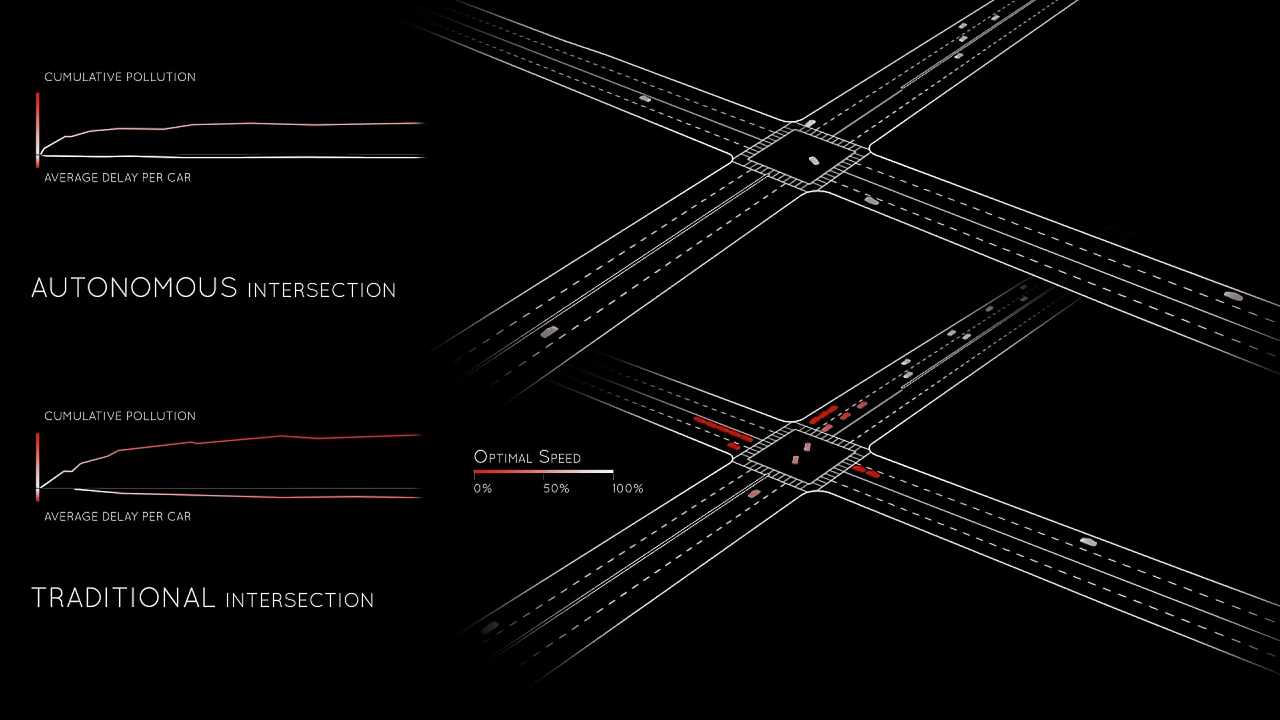 CUMULATIVE POLLUTION
AVERAGE DELAY PER CAR
AUTONOMOUS INTERSECTION
CUMULATIVE POLLUTION
AVERAGE DELAY PER CAR
TRADITIONAL INTERSECTION
OPTIMAL SPEED
0% 50% 100%